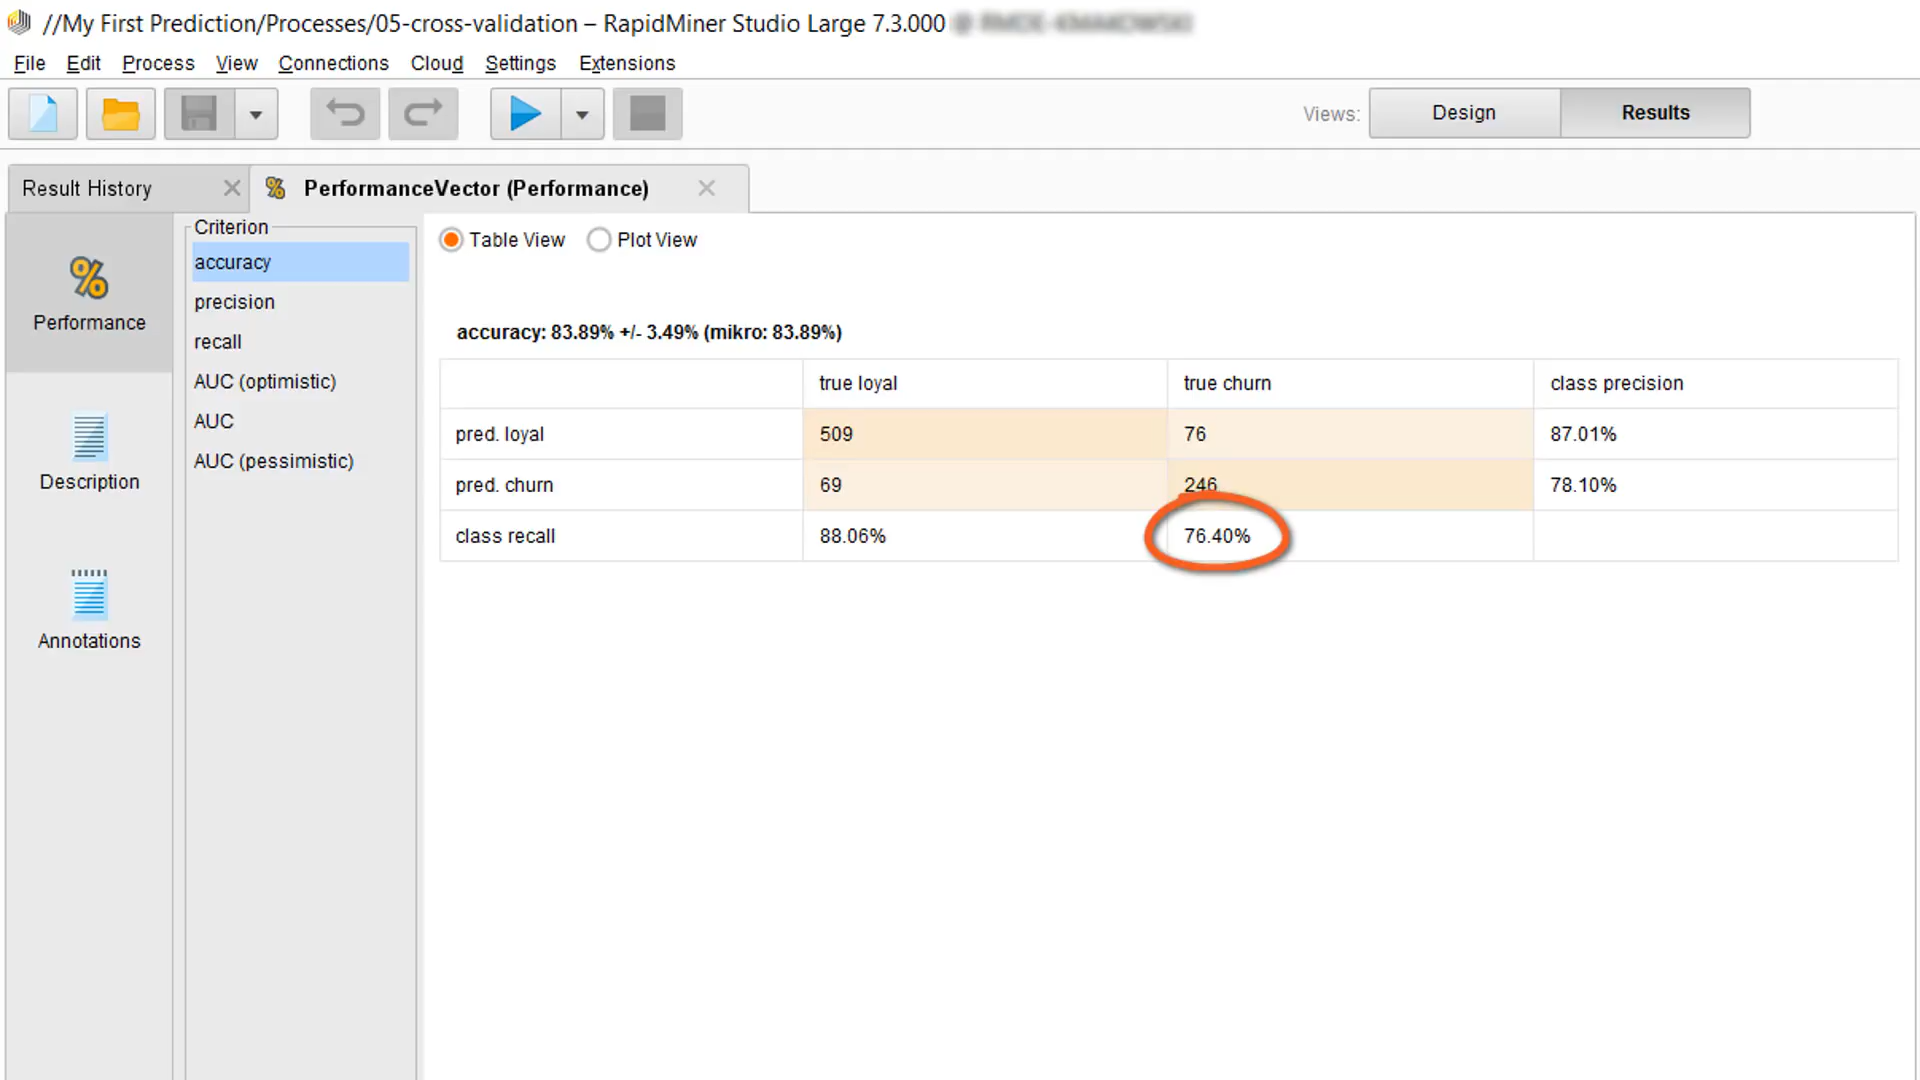 //My First Prediction/Processes/05-cross-validation – RapidMiner Studio Large 7.3.000
File Edit Process View Connections Cloud Settings Extensions
Views: Design Results
Result History PerformanceVector (Performance)
Performance
Description
Annotations
Criterion
accuracy
precision
recall
AUC (optimistic)
AUC
AUC (pessimistic)
Table View Plot View
accuracy: 83.89% +/- 3.49% (mikro: 83.89%)
true loyal true churn class precision
pred. loyal 509 76 87.01%
pred. churn 69 246 78.10%
class recall 88.06% 76.40%